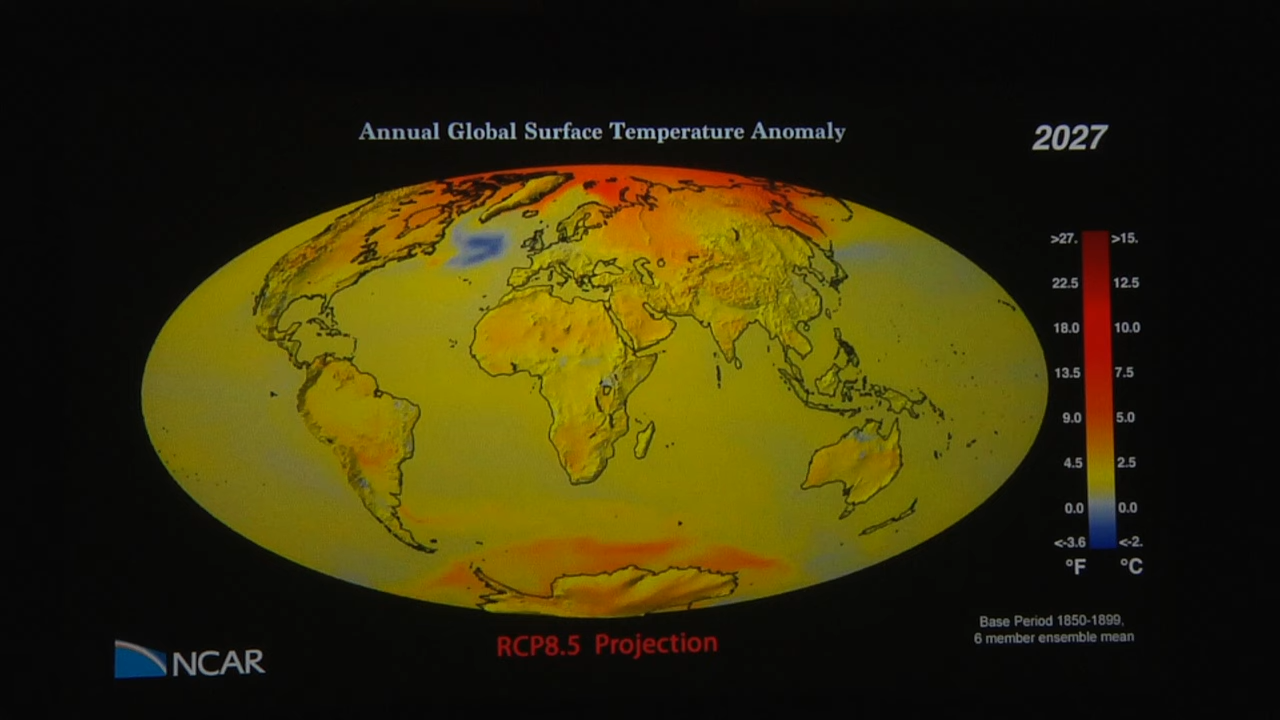 Annual Global Surface Temperature Anomaly
2027
>27. >15.
22.5 12.5
18.0 10.0
13.5 7.5
9.0 5.0
4.5 2.5
0.0 0.0
<-3.6 <-2.
°F °C
Base Period 1850-1899,
6 member ensemble mean
RCP8.5 Projection
NCAR